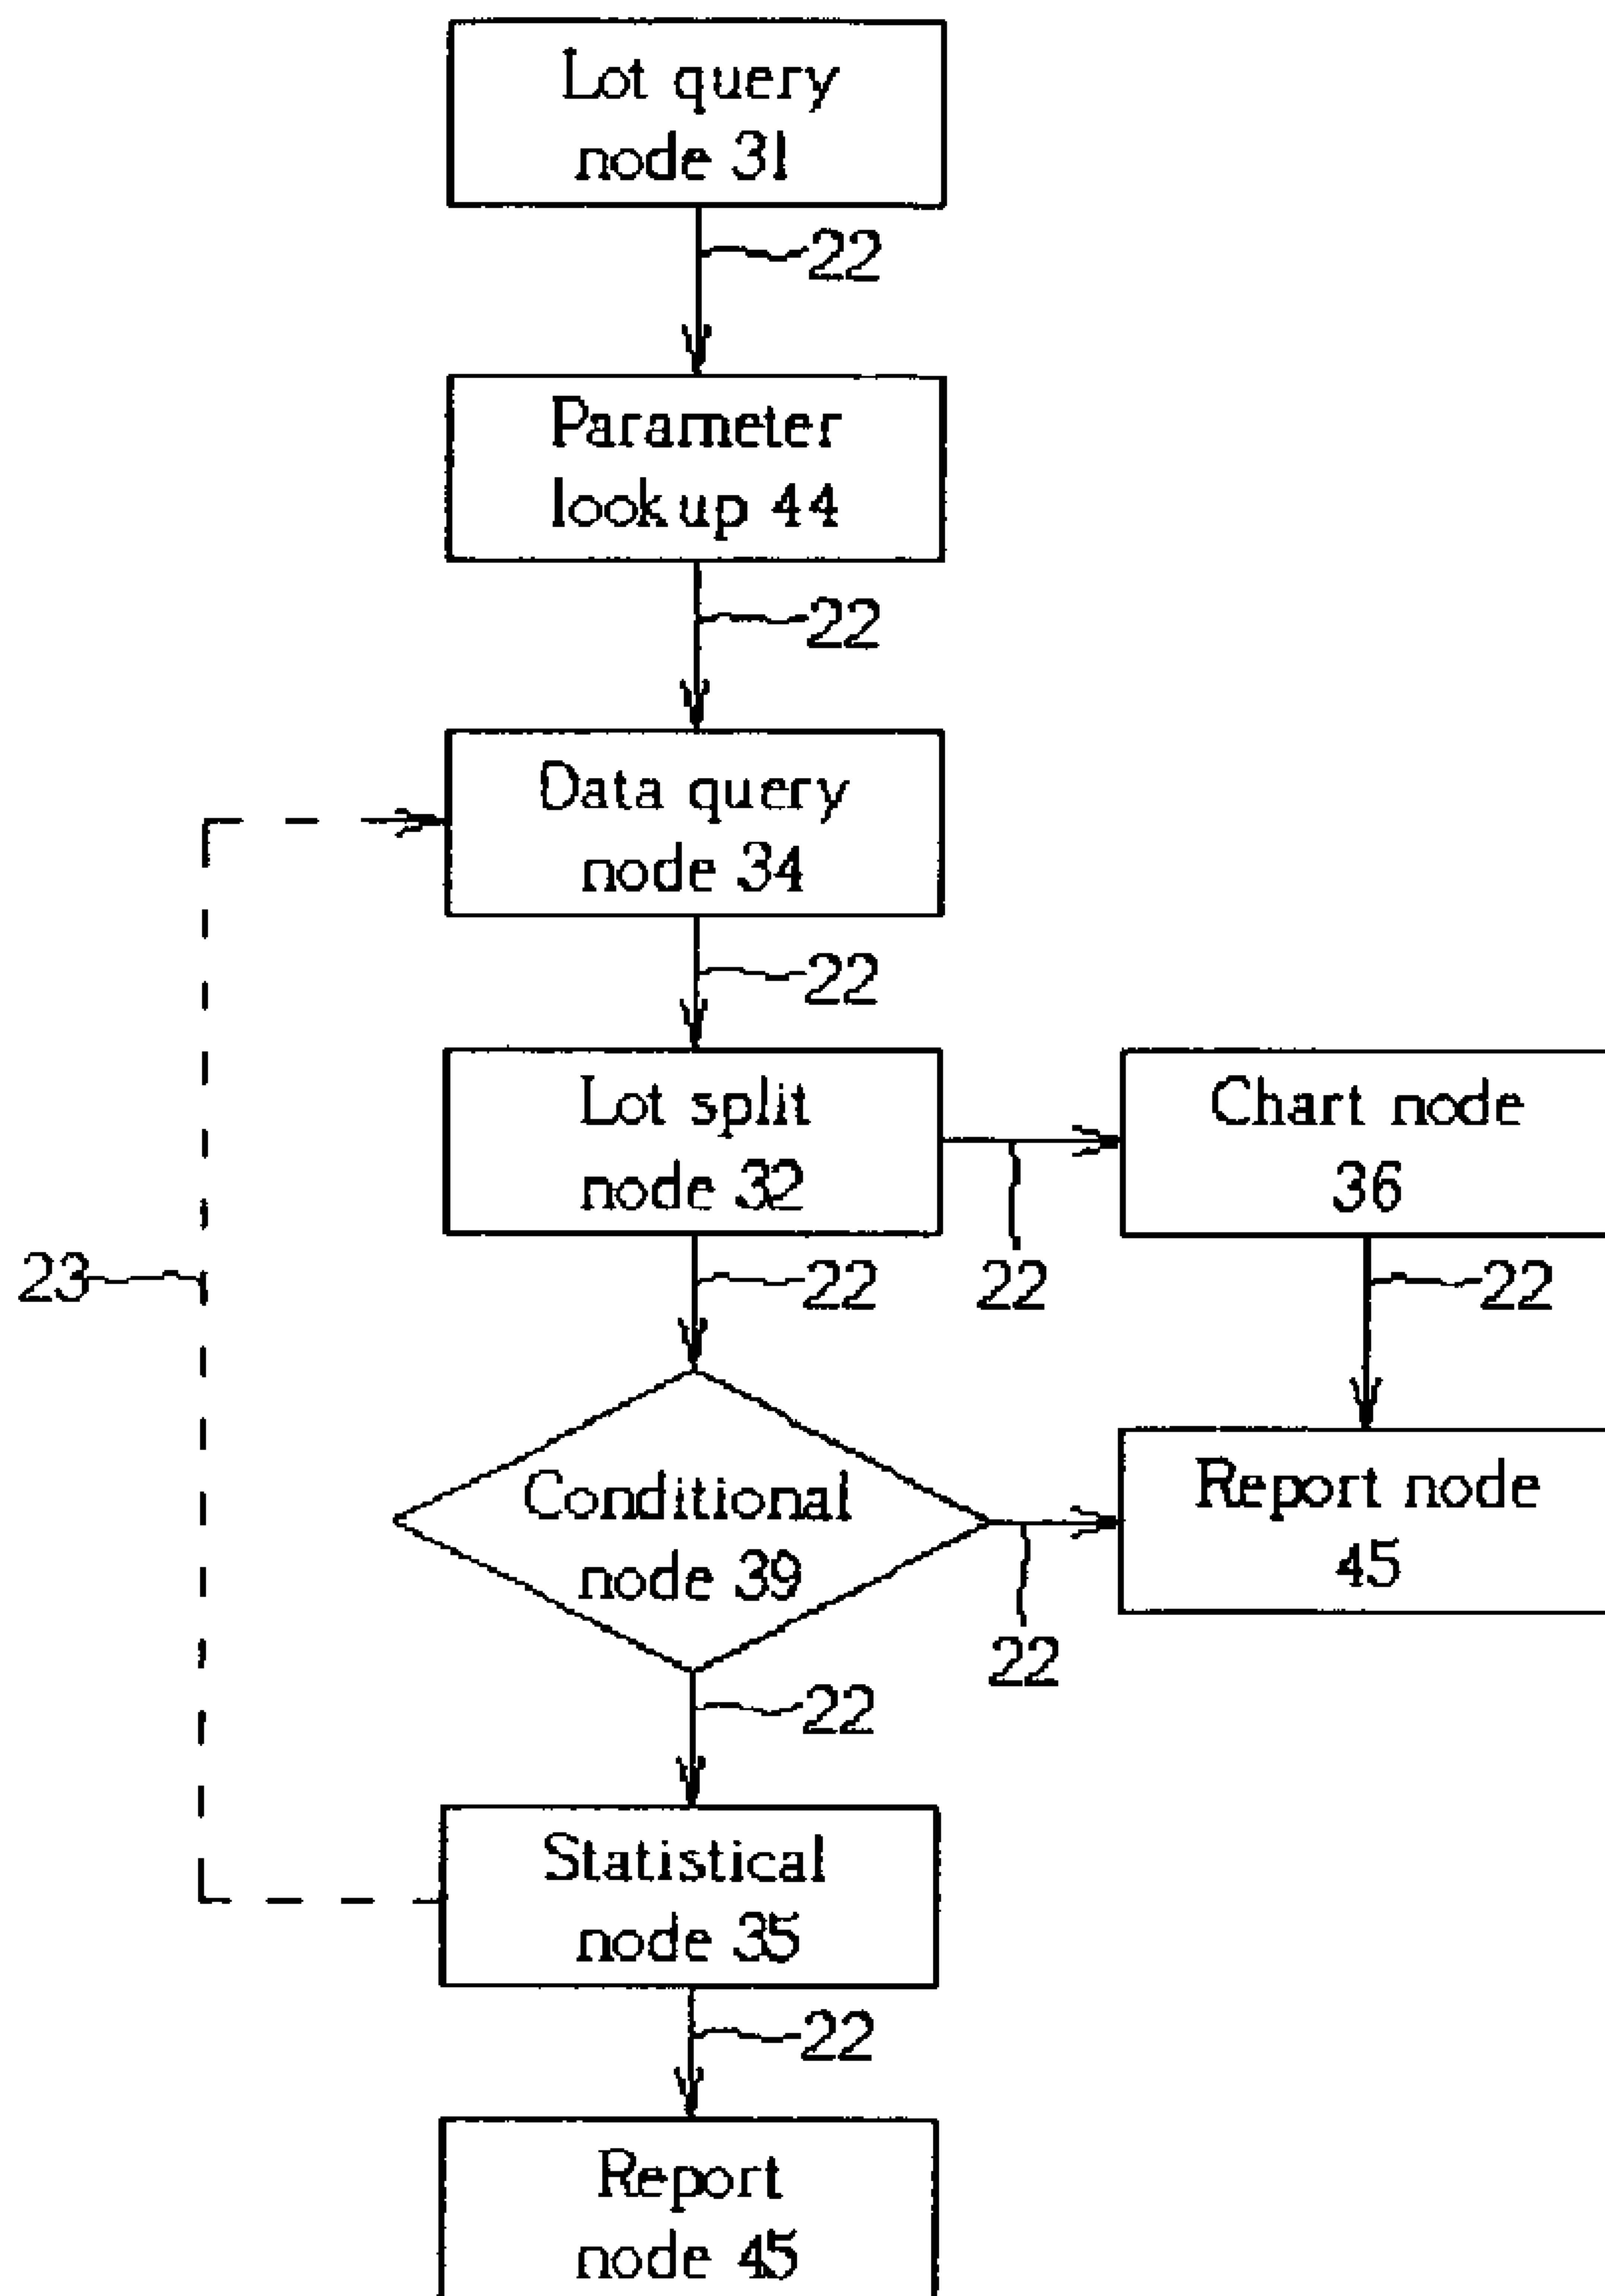 Lot query
node 31
22
Parameter
lookup 44
22
Data query
node 34
22
Lot split
node 32
Chart node
36
23
22
22
22
Conditional
node 39
Report node
45
22
22
Statistical
node 35
22
Report
node 45